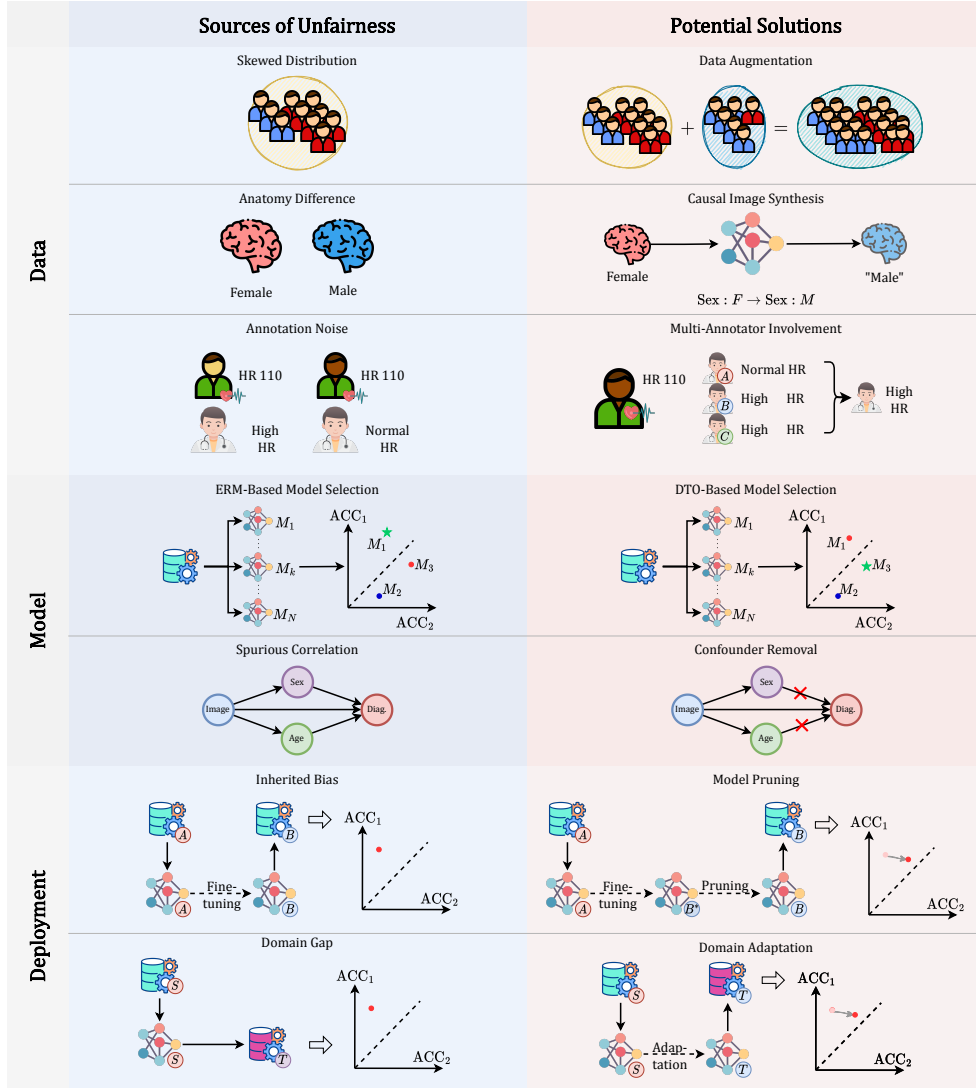 Sources of Unfairness
Potential Solutions
Data
Skewed Distribution
Data Augmentation
+
=
Anatomy Difference
Female
Male
Causal Image Synthesis
Female
"Male"
Sex : F → Sex : M
Annotation Noise
HR 110
HR 110
High
HR
Normal
HR
Multi-Annotator Involvement
HR 110
A
Normal HR
B
High HR
C
High HR
High
HR
Model
ERM-Based Model Selection
M1
Mk
MN
ACC1
M1
M3
M2
ACC2
DTO-Based Model Selection
M1
Mk
MN
ACC1
M1
M3
M2
ACC2
Spurious Correlation
Sex
Image
Diag.
Age
Confounder Removal
Sex
Image
Diag.
Age
Deployment
Inherited Bias
A
B
ACC1
A
Fine-
tuning
B
ACC2
Model Pruning
A
B
ACC1
A
Fine-
tuning
B*
Pruning
B
ACC2
Domain Gap
S
ACC1
S
T
ACC2
Domain Adaptation
S
T
ACC1
S
Adap-
tation
T
ACC2